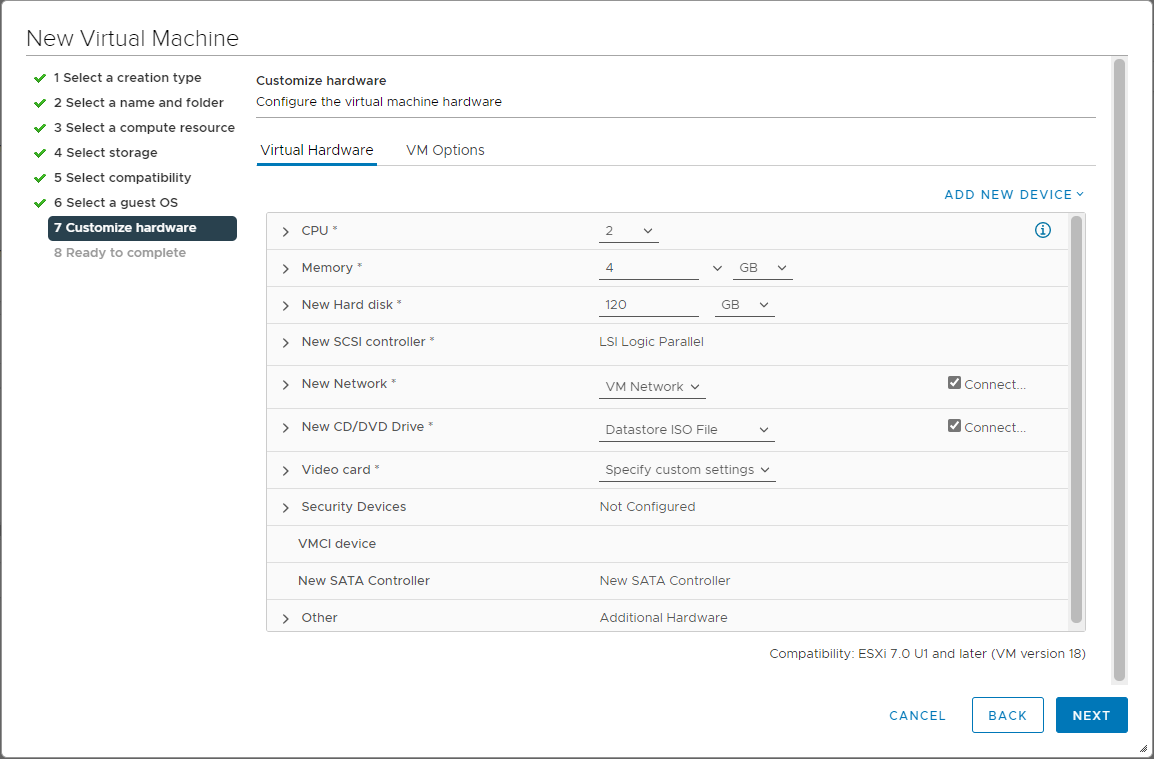 New Virtual Machine
1 Select a creation type
2 Select a name and folder
3 Select a compute resource
4 Select storage
5 Select compatibility
6 Select a guest OS
7 Customize hardware
8 Ready to complete
Customize hardware
Configure the virtual machine hardware
Virtual Hardware VM Options
ADD NEW DEVICE
CPU * 2
Memory * 4 GB
New Hard disk * 120 GB
New SCSI controller * LSI Logic Parallel
New Network * VM Network Connect...
New CD/DVD Drive * Datastore ISO File Connect...
Video card * Specify custom settings
Security Devices Not Configured
VMCI device
New SATA Controller New SATA Controller
Other Additional Hardware
Compatibility: ESXi 7.0 U1 and later (VM version 18)
CANCEL BACK NEXT